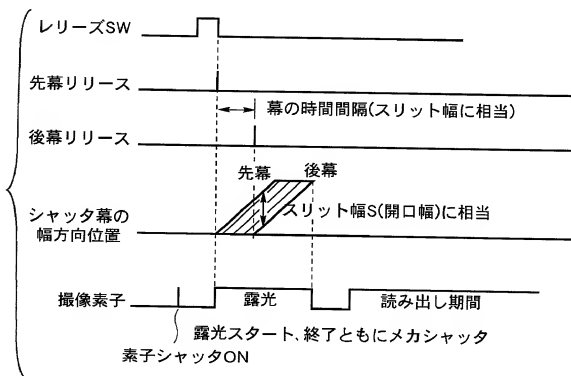 レリーズSW
先幕リリース
幕の時間間隔(スリット幅に相当)
後幕リリース
先幕
後幕
スリット幅S(開口幅)に相当
シャッタ幕の
幅方向位置
撮像素子
露光
読み出し期間
露光スタート、終了ともにメカシャッタ
素子シャッタON